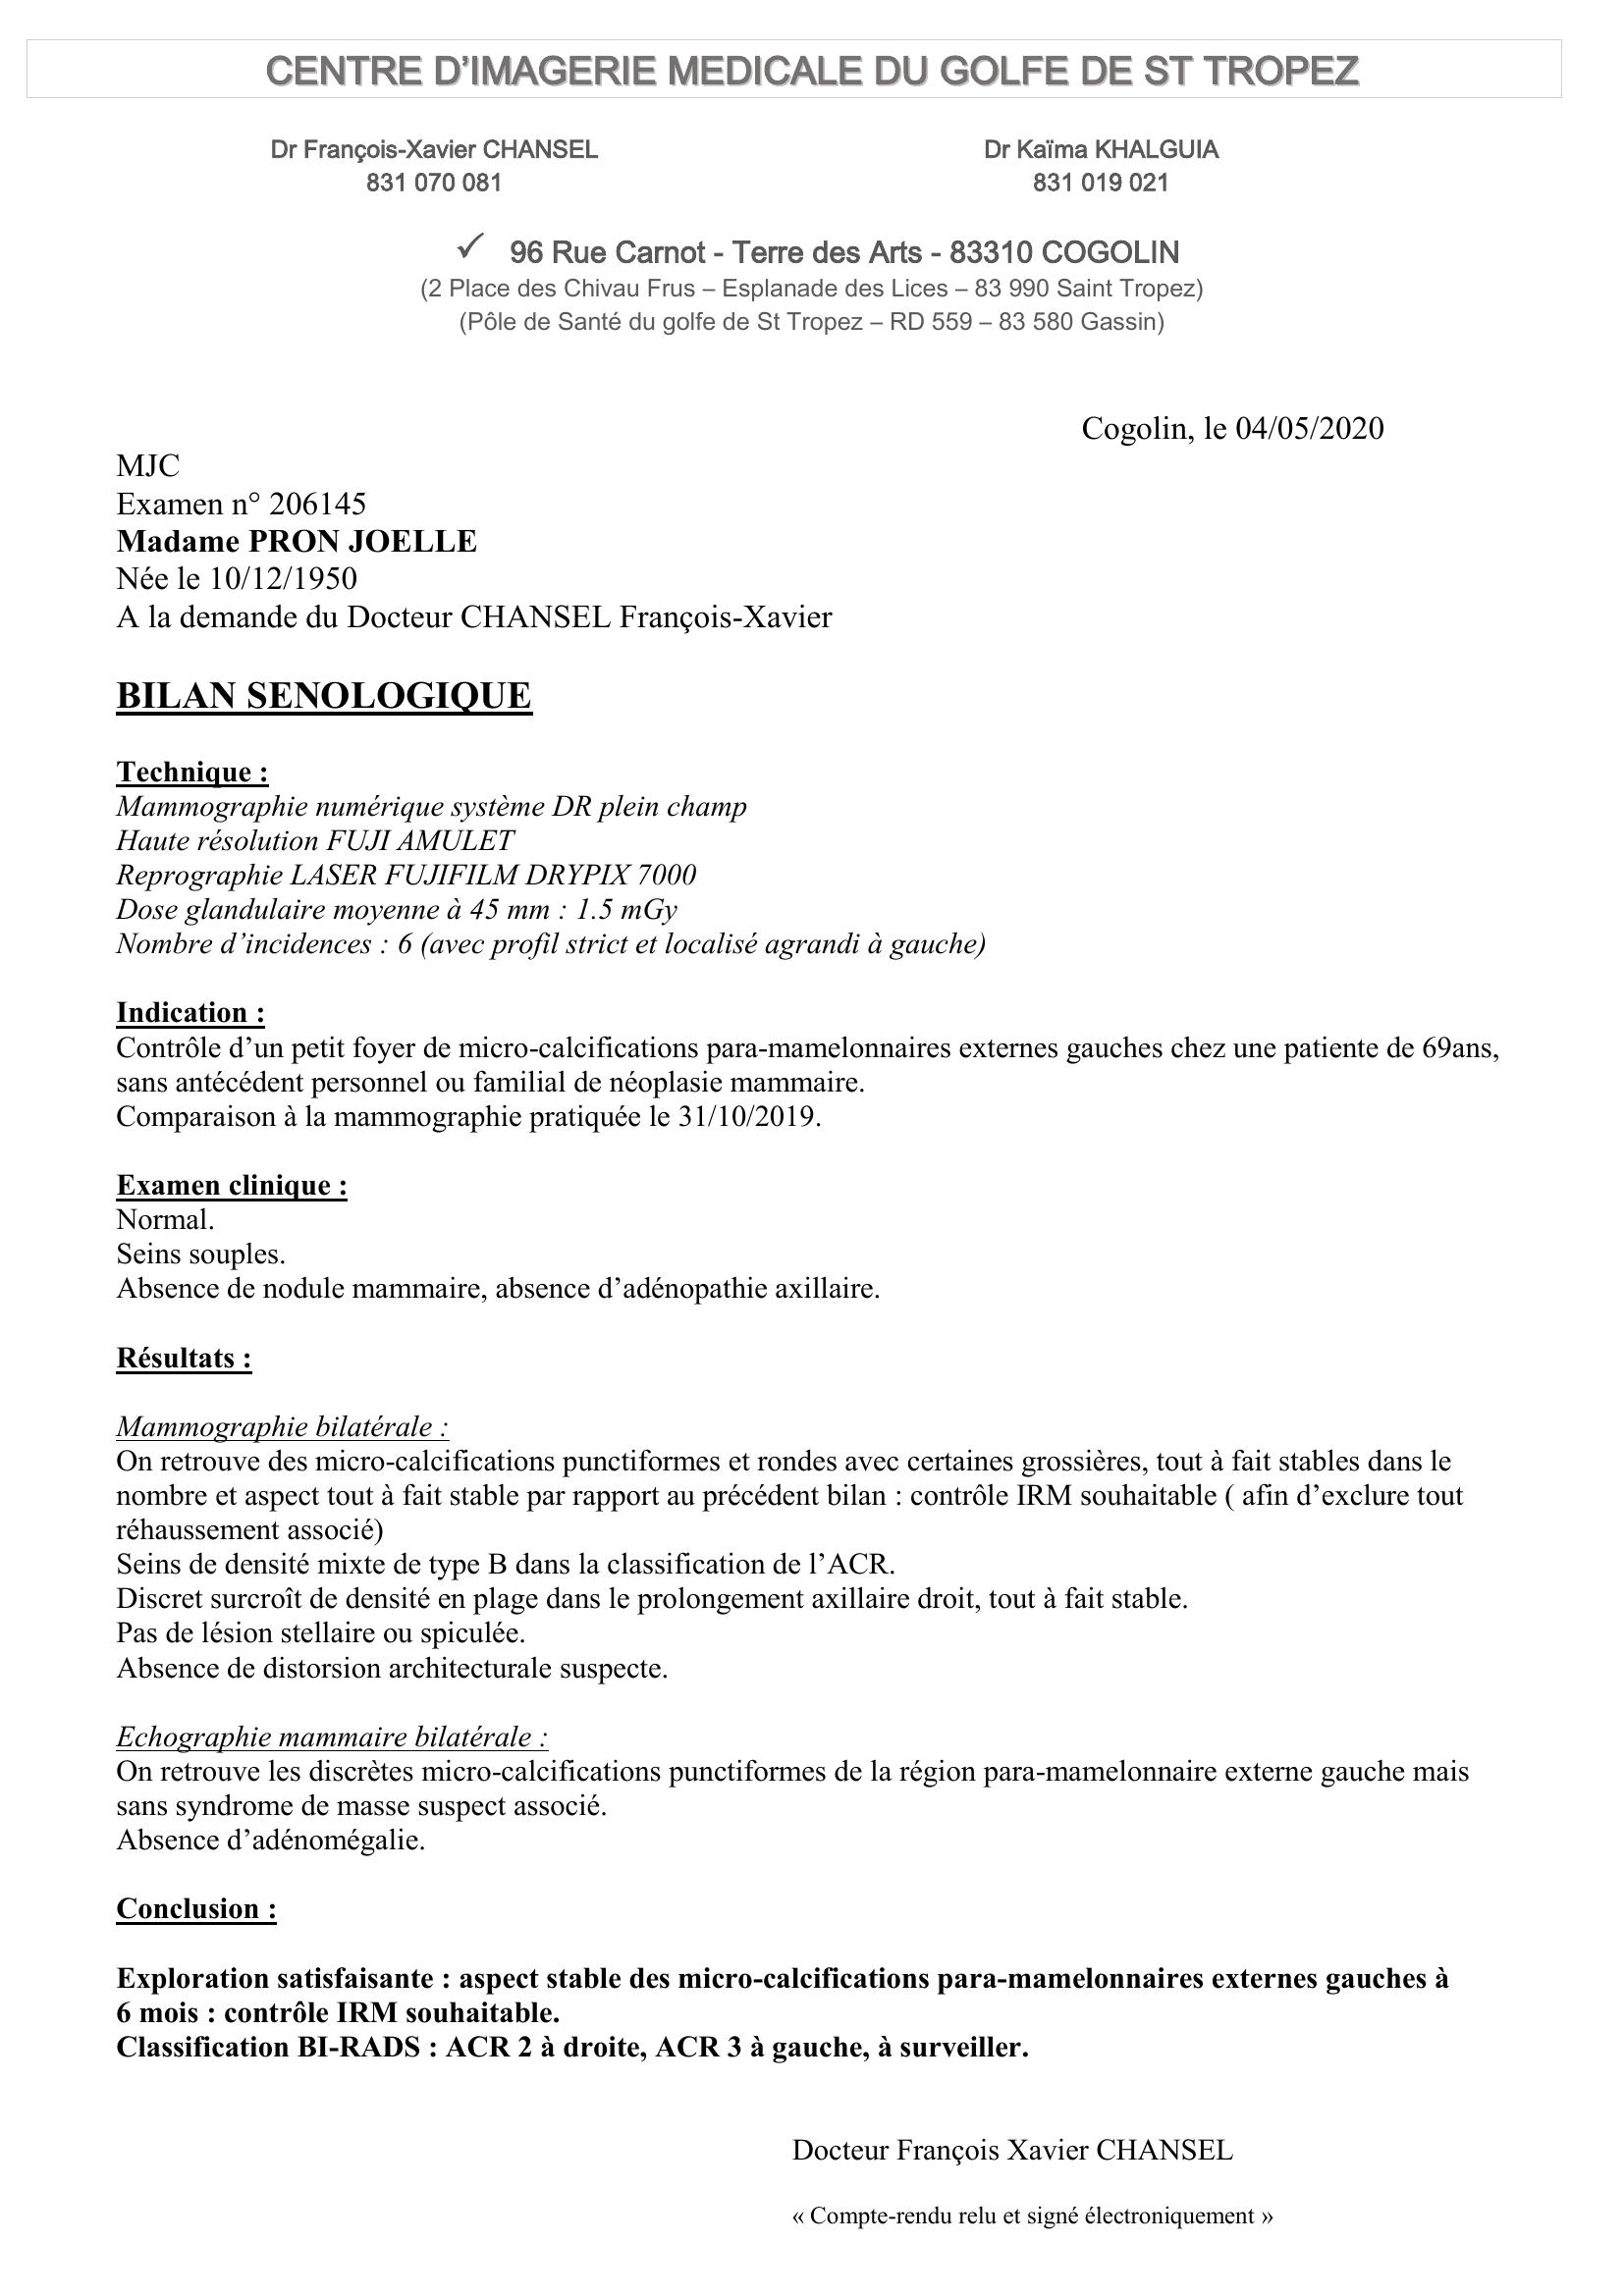 CENTRE D’IMAGERIE MEDICALE DU GOLFE DE ST TROPEZ
Dr François-Xavier CHANSEL
831 070 081
Dr Kaïma KHALGUIA
831 019 021
✓ 96 Rue Carnot - Terre des Arts - 83310 COGOLIN
(2 Place des Chivau Frus – Esplanade des Lices – 83 990 Saint Tropez)
(Pôle de Santé du golfe de St Tropez – RD 559 – 83 580 Gassin)
Cogolin, le 04/05/2020
MJC
Examen n° 206145
Madame PRON JOELLE
Née le 10/12/1950
A la demande du Docteur CHANSEL François-Xavier
BILAN SENOLOGIQUE
Technique :
Mammographie numérique système DR plein champ
Haute résolution FUJI AMULET
Reprographie LASER FUJIFILM DRYPIX 7000
Dose glandulaire moyenne à 45 mm : 1.5 mGy
Nombre d’incidences : 6 (avec profil strict et localisé agrandi à gauche)
Indication :
Contrôle d’un petit foyer de micro-calcifications para-mamelonnaires externes gauches chez une patiente de 69ans,
sans antécédent personnel ou familial de néoplasie mammaire.
Comparaison à la mammographie pratiquée le 31/10/2019.
Examen clinique :
Normal.
Seins souples.
Absence de nodule mammaire, absence d’adénopathie axillaire.
Résultats :
Mammographie bilatérale :
On retrouve des micro-calcifications punctiformes et rondes avec certaines grossières, tout à fait stables dans le
nombre et aspect tout à fait stable par rapport au précédent bilan : contrôle IRM souhaitable ( afin d’exclure tout
réhaussement associé)
Seins de densité mixte de type B dans la classification de l’ACR.
Discret surcroît de densité en plage dans le prolongement axillaire droit, tout à fait stable.
Pas de lésion stellaire ou spiculée.
Absence de distorsion architecturale suspecte.
Echographie mammaire bilatérale :
On retrouve les discrètes micro-calcifications punctiformes de la région para-mamelonnaire externe gauche mais
sans syndrome de masse suspect associé.
Absence d’adénomégalie.
Conclusion :
Exploration satisfaisante : aspect stable des micro-calcifications para-mamelonnaires externes gauches à
6 mois : contrôle IRM souhaitable.
Classification BI-RADS : ACR 2 à droite, ACR 3 à gauche, à surveiller.
Docteur François Xavier CHANSEL
« Compte-rendu relu et signé électroniquement »